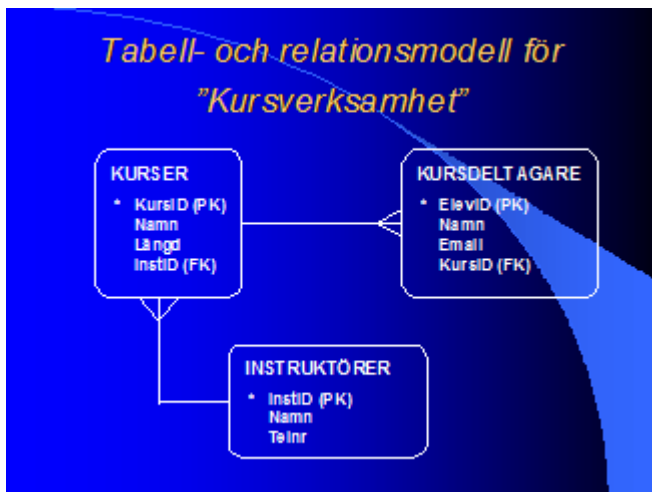 Tabell- och relationsmodell för
”Kursverksamhet”
KURSER
* KursID (PK)
Namn
Längd
InstID (FK)
KURSDELTAGARE
* ElevID (PK)
Namn
Email
KursID (FK)
INSTRUKTÖRER
* InstID (PK)
Namn
Telnr